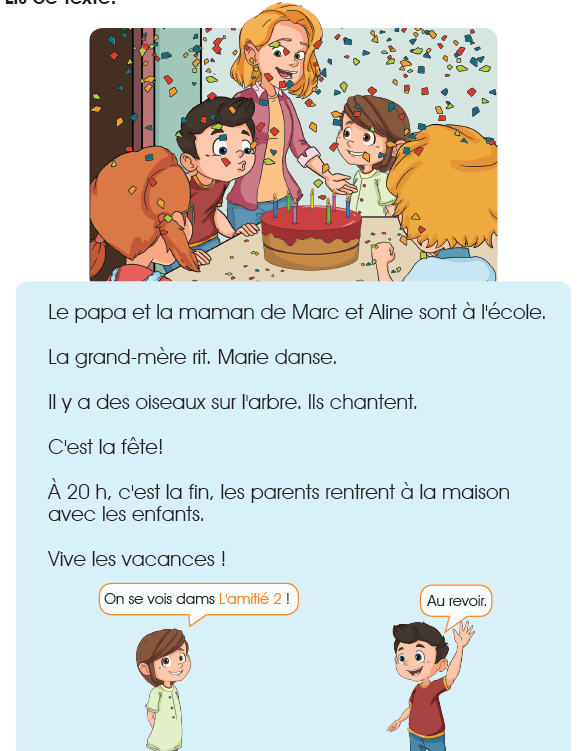 Lis ce texte.
Le papa et la maman de Marc et Aline sont à l'école.
La grand-mère rit. Marie danse.
Il y a des oiseaux sur l'arbre. Ils chantent.
C'est la fête!
À 20 h, c'est la fin, les parents rentrent à la maison
avec les enfants.
Vive les vacances !
On se vois dams L'amitié 2 !
Au revoir.